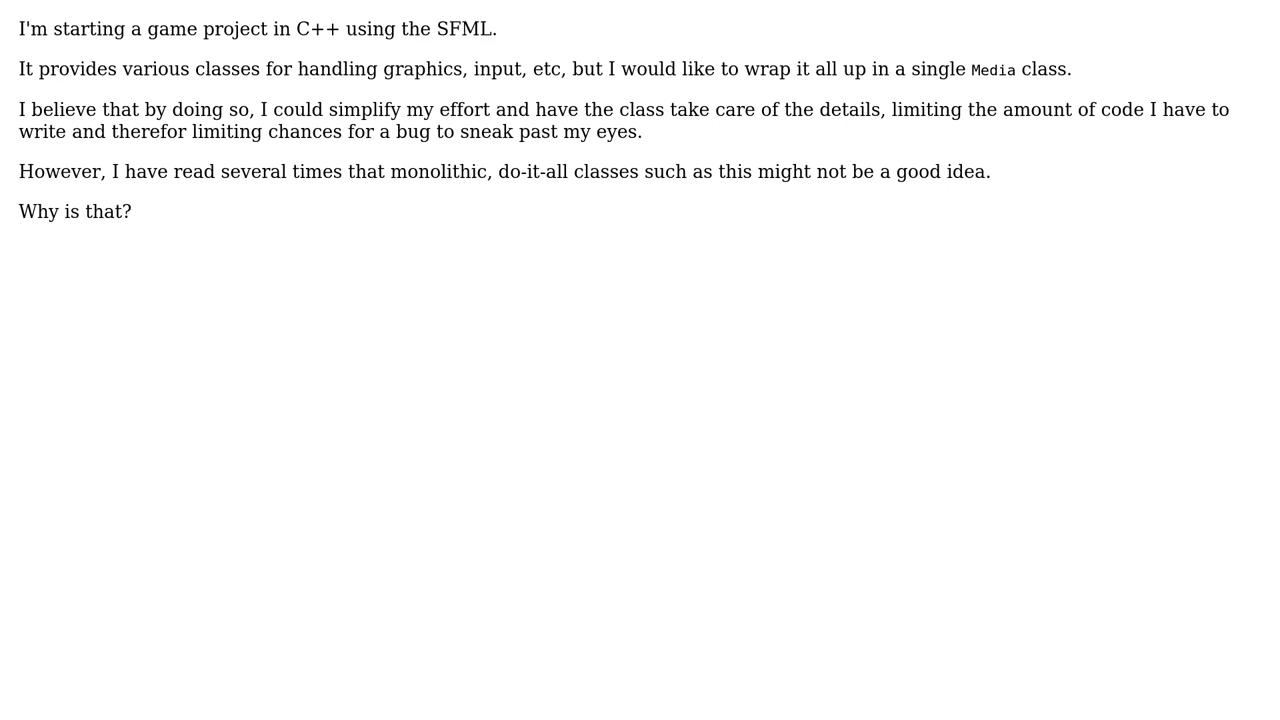 I'm starting a game project in C++ using the SFML.
It provides various classes for handling graphics, input, etc, but I would like to wrap it all up in a single Media class.
I believe that by doing so, I could simplify my effort and have the class take care of the details, limiting the amount of code I have to
write and therefor limiting chances for a bug to sneak past my eyes.
However, I have read several times that monolithic, do-it-all classes such as this might not be a good idea.
Why is that?